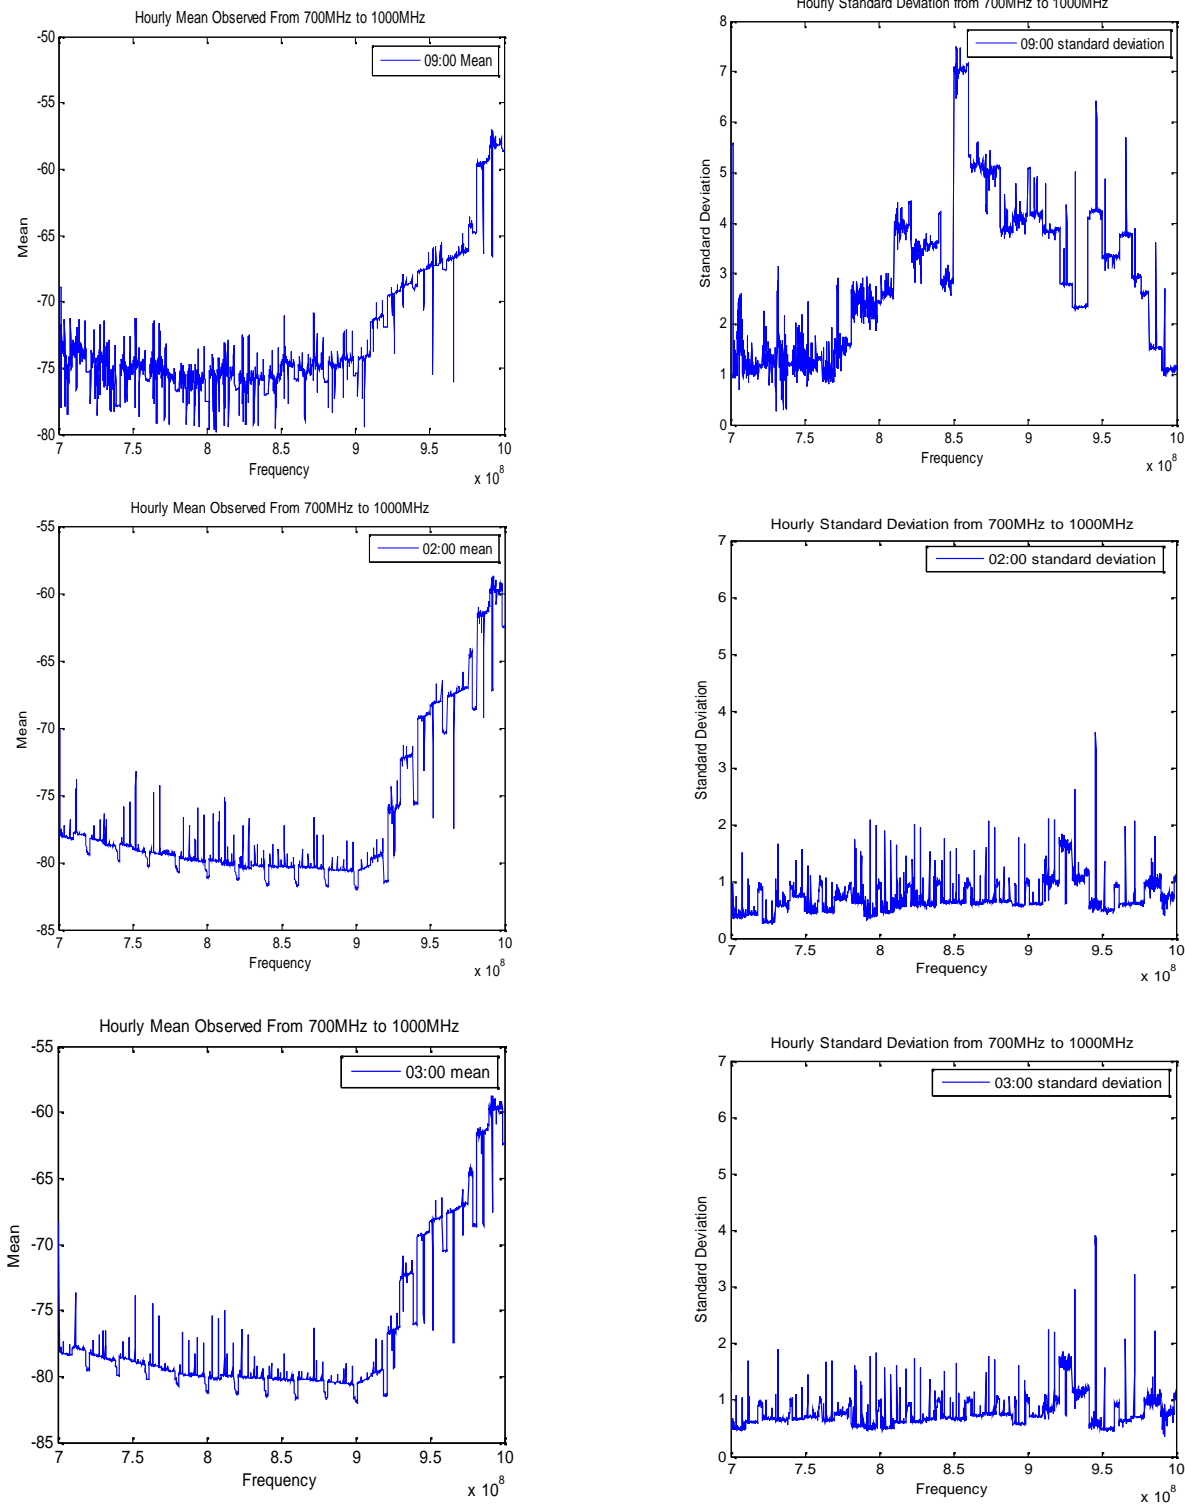 Hourly Mean Observed From 700MHz to 1000MHz
-50
-55
-60
-65
-70
-75
-80
Mean
09:00 Mean
7
7.5
8
8.5
9
9.5
10
Frequency
x 10^8
Hourly Standard Deviation from 700MHz to 1000MHz
8
7
6
5
4
3
2
1
0
Standard Deviation
09:00 standard deviation
7
7.5
8
8.5
9
9.5
10
Frequency
x 10^8
Hourly Mean Observed From 700MHz to 1000MHz
-55
-60
-65
-70
-75
-80
-85
Mean
02:00 mean
7
7.5
8
8.5
9
9.5
10
Frequency
x 10^8
Hourly Standard Deviation from 700MHz to 1000MHz
7
6
5
4
3
2
1
0
Standard Deviation
02:00 standard deviation
7
7.5
8
8.5
9
9.5
10
Frequency
x 10^8
Hourly Mean Observed From 700MHz to 1000MHz
-55
-60
-65
-70
-75
-80
-85
Mean
03:00 mean
7
7.5
8
8.5
9
9.5
10
Frequency
x 10^8
Hourly Standard Deviation from 700MHz to 1000MHz
7
6
5
4
3
2
1
0
Standard Deviation
03:00 standard deviation
7
7.5
8
8.5
9
9.5
10
Frequency
x 10^8